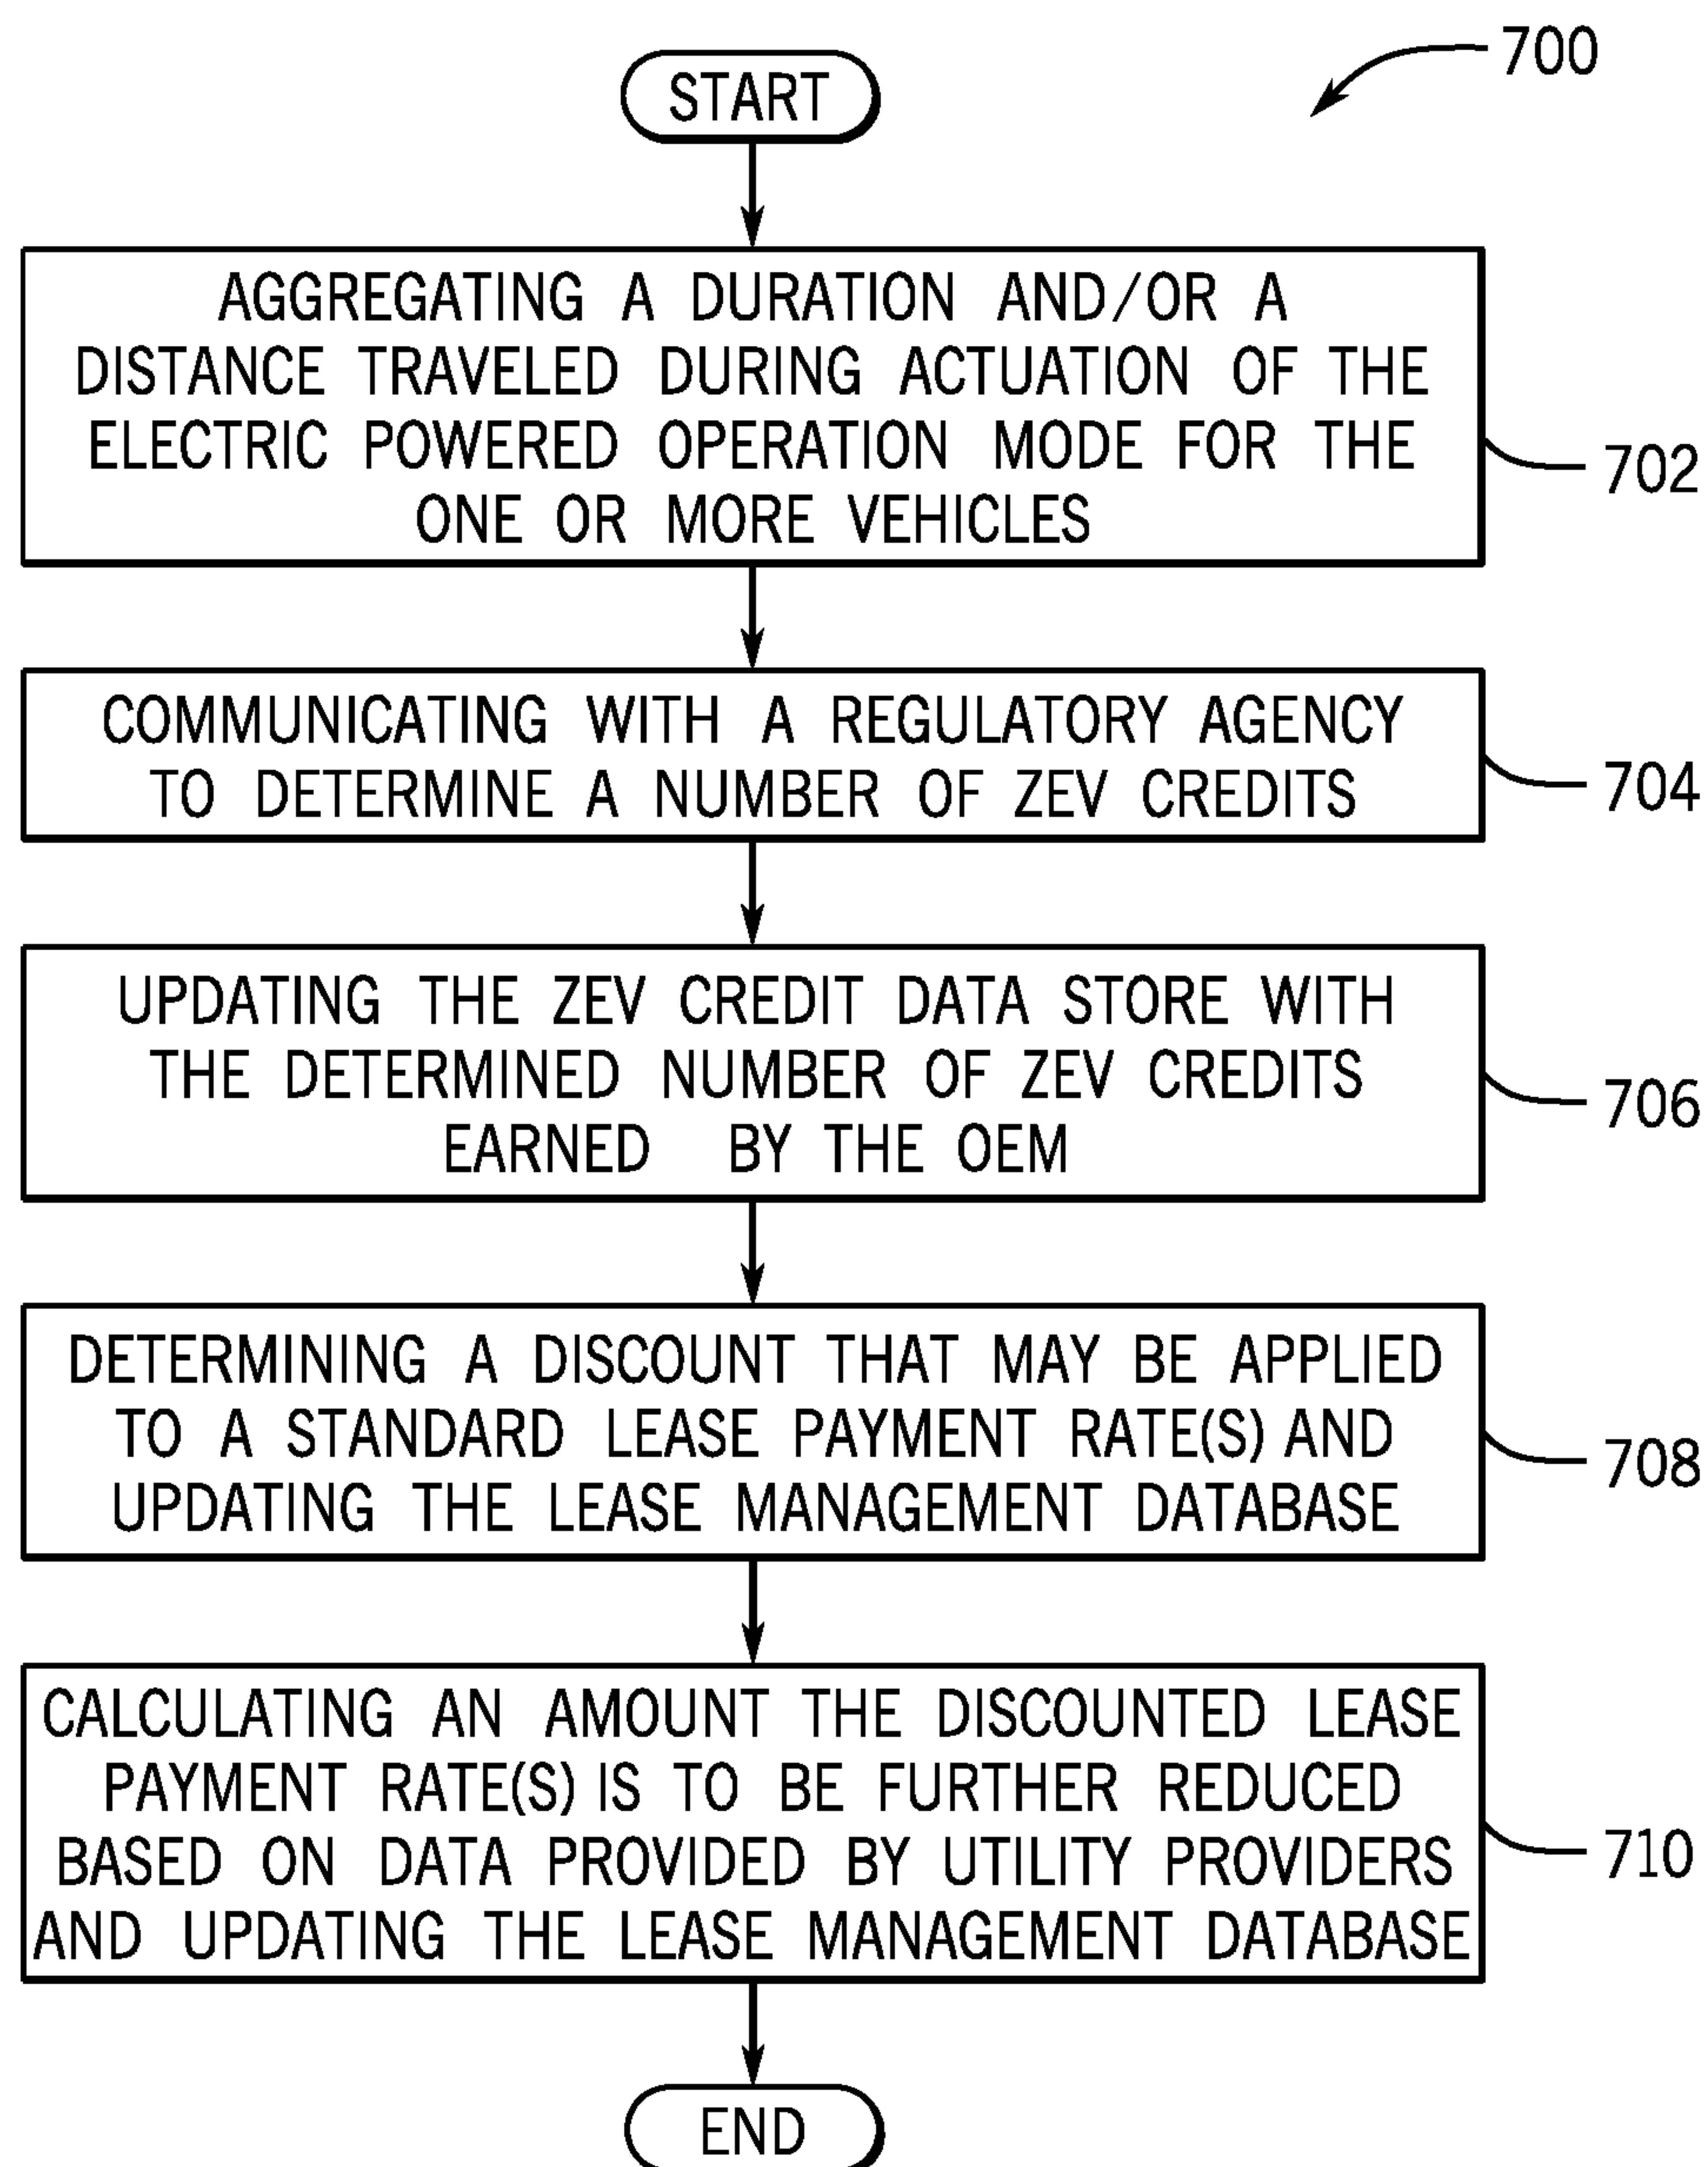 700
START
AGGREGATING A DURATION AND/OR A
DISTANCE TRAVELED DURING ACTUATION OF THE
ELECTRIC POWERED OPERATION MODE FOR THE
ONE OR MORE VEHICLES
702
COMMUNICATING WITH A REGULATORY AGENCY
TO DETERMINE A NUMBER OF ZEV CREDITS
704
UPDATING THE ZEV CREDIT DATA STORE WITH
THE DETERMINED NUMBER OF ZEV CREDITS
EARNED BY THE OEM
706
DETERMINING A DISCOUNT THAT MAY BE APPLIED
TO A STANDARD LEASE PAYMENT RATE(S) AND
UPDATING THE LEASE MANAGEMENT DATABASE
708
CALCULATING AN AMOUNT THE DISCOUNTED LEASE
PAYMENT RATE(S) IS TO BE FURTHER REDUCED
BASED ON DATA PROVIDED BY UTILITY PROVIDERS
AND UPDATING THE LEASE MANAGEMENT DATABASE
710
END